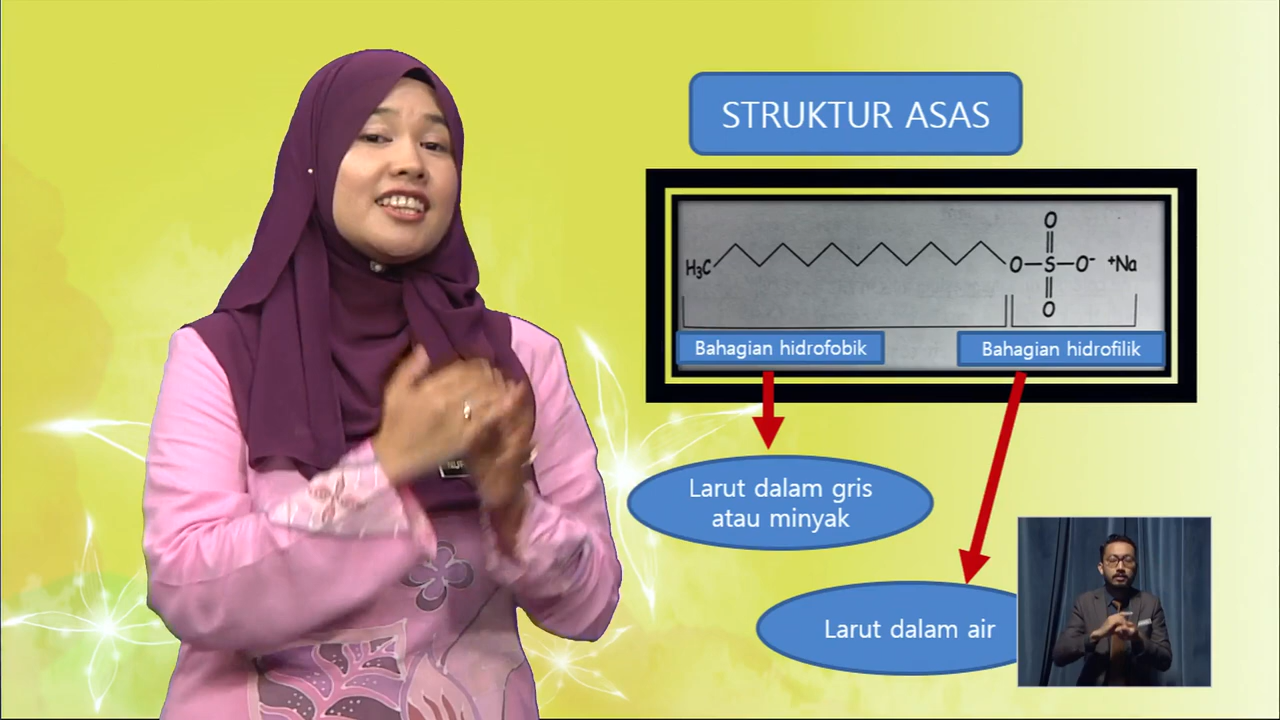 STRUKTUR ASAS
H₃C
O
O—S—O⁻ ⁺Na
O
Bahagian hidrofobik
Bahagian hidrofilik
Larut dalam gris
atau minyak
Larut dalam air